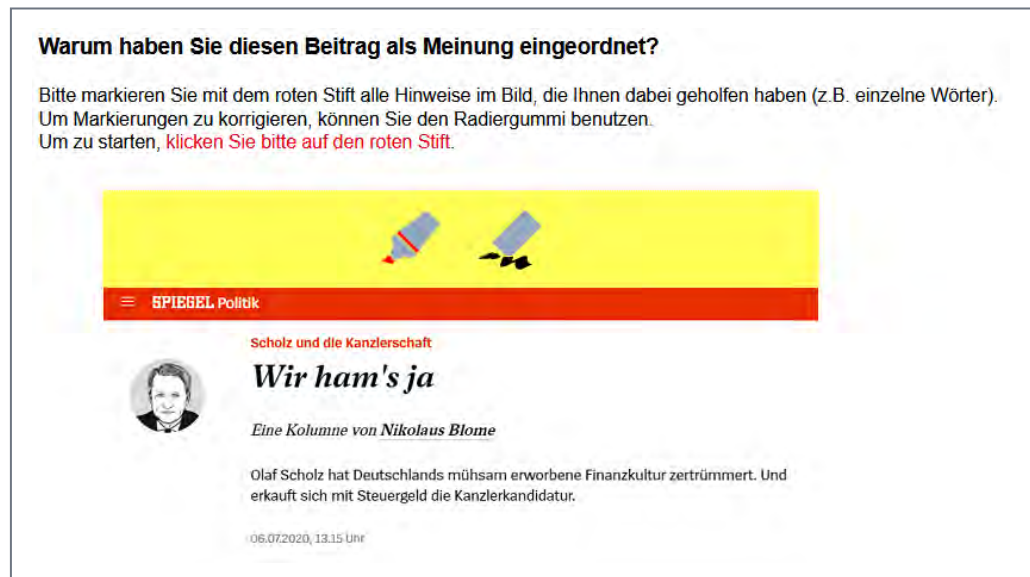 Warum haben Sie diesen Beitrag als Meinung eingeordnet?
Bitte markieren Sie mit dem roten Stift alle Hinweise im Bild, die Ihnen dabei geholfen haben (z.B. einzelne Wörter).
Um Markierungen zu korrigieren, können Sie den Radiergummi benutzen.
Um zu starten, klicken Sie bitte auf den roten Stift.
SPIEGEL Politik
Scholz und die Kanzlerschaft
Wir ham's ja
Eine Kolumne von Nikolaus Blome
Olaf Scholz hat Deutschlands mühsam erworbene Finanzkultur zertrümmert. Und
erkauft sich mit Steuergeld die Kanzlerkandidatur.
06.07.2020, 13.15 Uhr